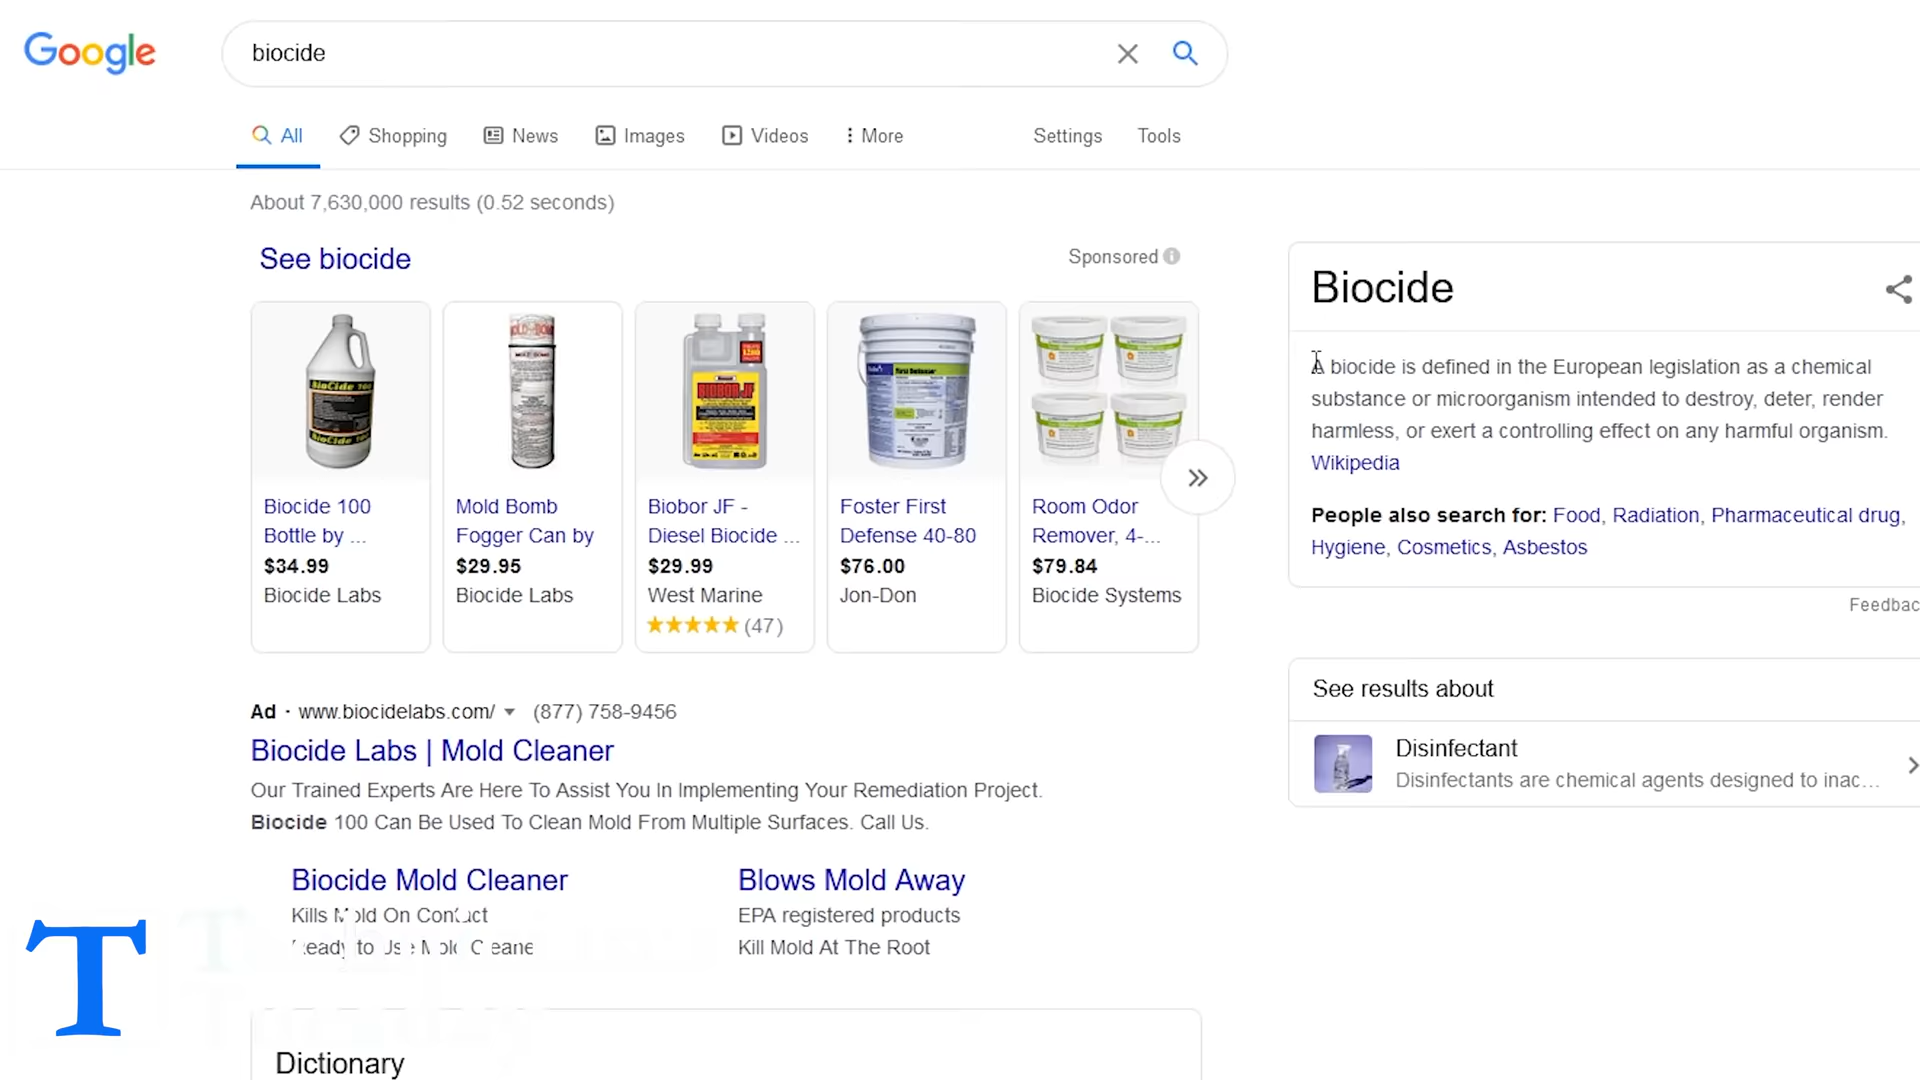 Google
biocide
All
Shopping
News
Images
Videos
More
Settings
Tools
About 7,630,000 results (0.52 seconds)
See biocide
Sponsored
Biocide 100
Bottle by ...
$34.99
Biocide Labs
Mold Bomb
Fogger Can by
$29.95
Biocide Labs
Biobor JF -
Diesel Biocide ...
$29.99
West Marine
(47)
Foster First
Defense 40-80
$76.00
Jon-Don
Room Odor
Remover, 4-...
$79.84
Biocide Systems
Ad · www.biocidelabs.com/ (877) 758-9456
Biocide Labs | Mold Cleaner
Our Trained Experts Are Here To Assist You In Implementing Your Remediation Project.
Biocide 100 Can Be Used To Clean Mold From Multiple Surfaces. Call Us.
Biocide Mold Cleaner
Kills Mold On Contact
Ready to Use Mold Cleane
Blows Mold Away
EPA registered products
Kill Mold At The Root
Dictionary
Biocide
A biocide is defined in the European legislation as a chemical
substance or microorganism intended to destroy, deter, render
harmless, or exert a controlling effect on any harmful organism.
Wikipedia
People also search for: Food, Radiation, Pharmaceutical drug,
Hygiene, Cosmetics, Asbestos
Feedbac
See results about
Disinfectant
Disinfectants are chemical agents designed to inac...
T